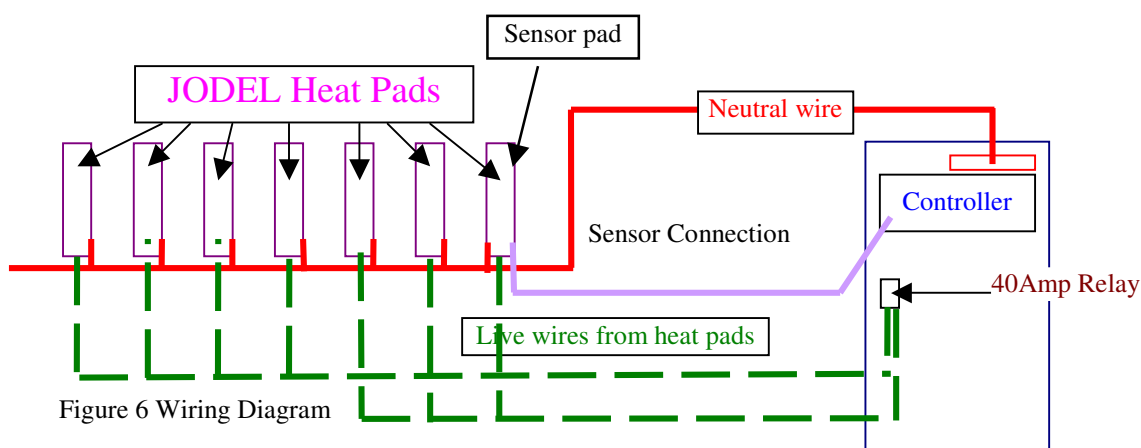 Sensor pad
JODEL Heat Pads
Neutral wire
Controller
Sensor Connection
40Amp Relay
Live wires from heat pads
Figure 6 Wiring Diagram